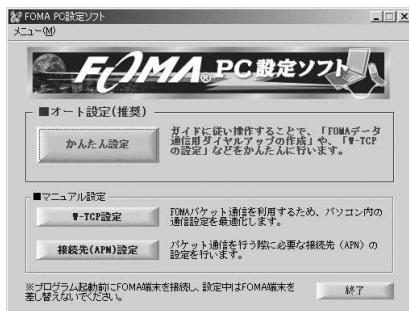 FOMA PC設定ソフト
メニュー(M)
FOMA® PC設定ソフト
■オート設定(推奨)
かんたん設定
ガイドに従い操作することで、「FOMAデータ
通信用ダイヤルアップの作成」や、「W-TCP
の設定」などをかんたんに行います。
■マニュアル設定
W-TCP設定
FOMAパケット通信を利用するため、パソコン内の
通信設定を最適化します。
接続先(APN)設定
パケット通信を行う際に必要な接続先(APN)の
設定を行います。
※プログラム起動前にFOMA端末を接続し、設定中はFOMA端末を
差し替えないでください。
終了